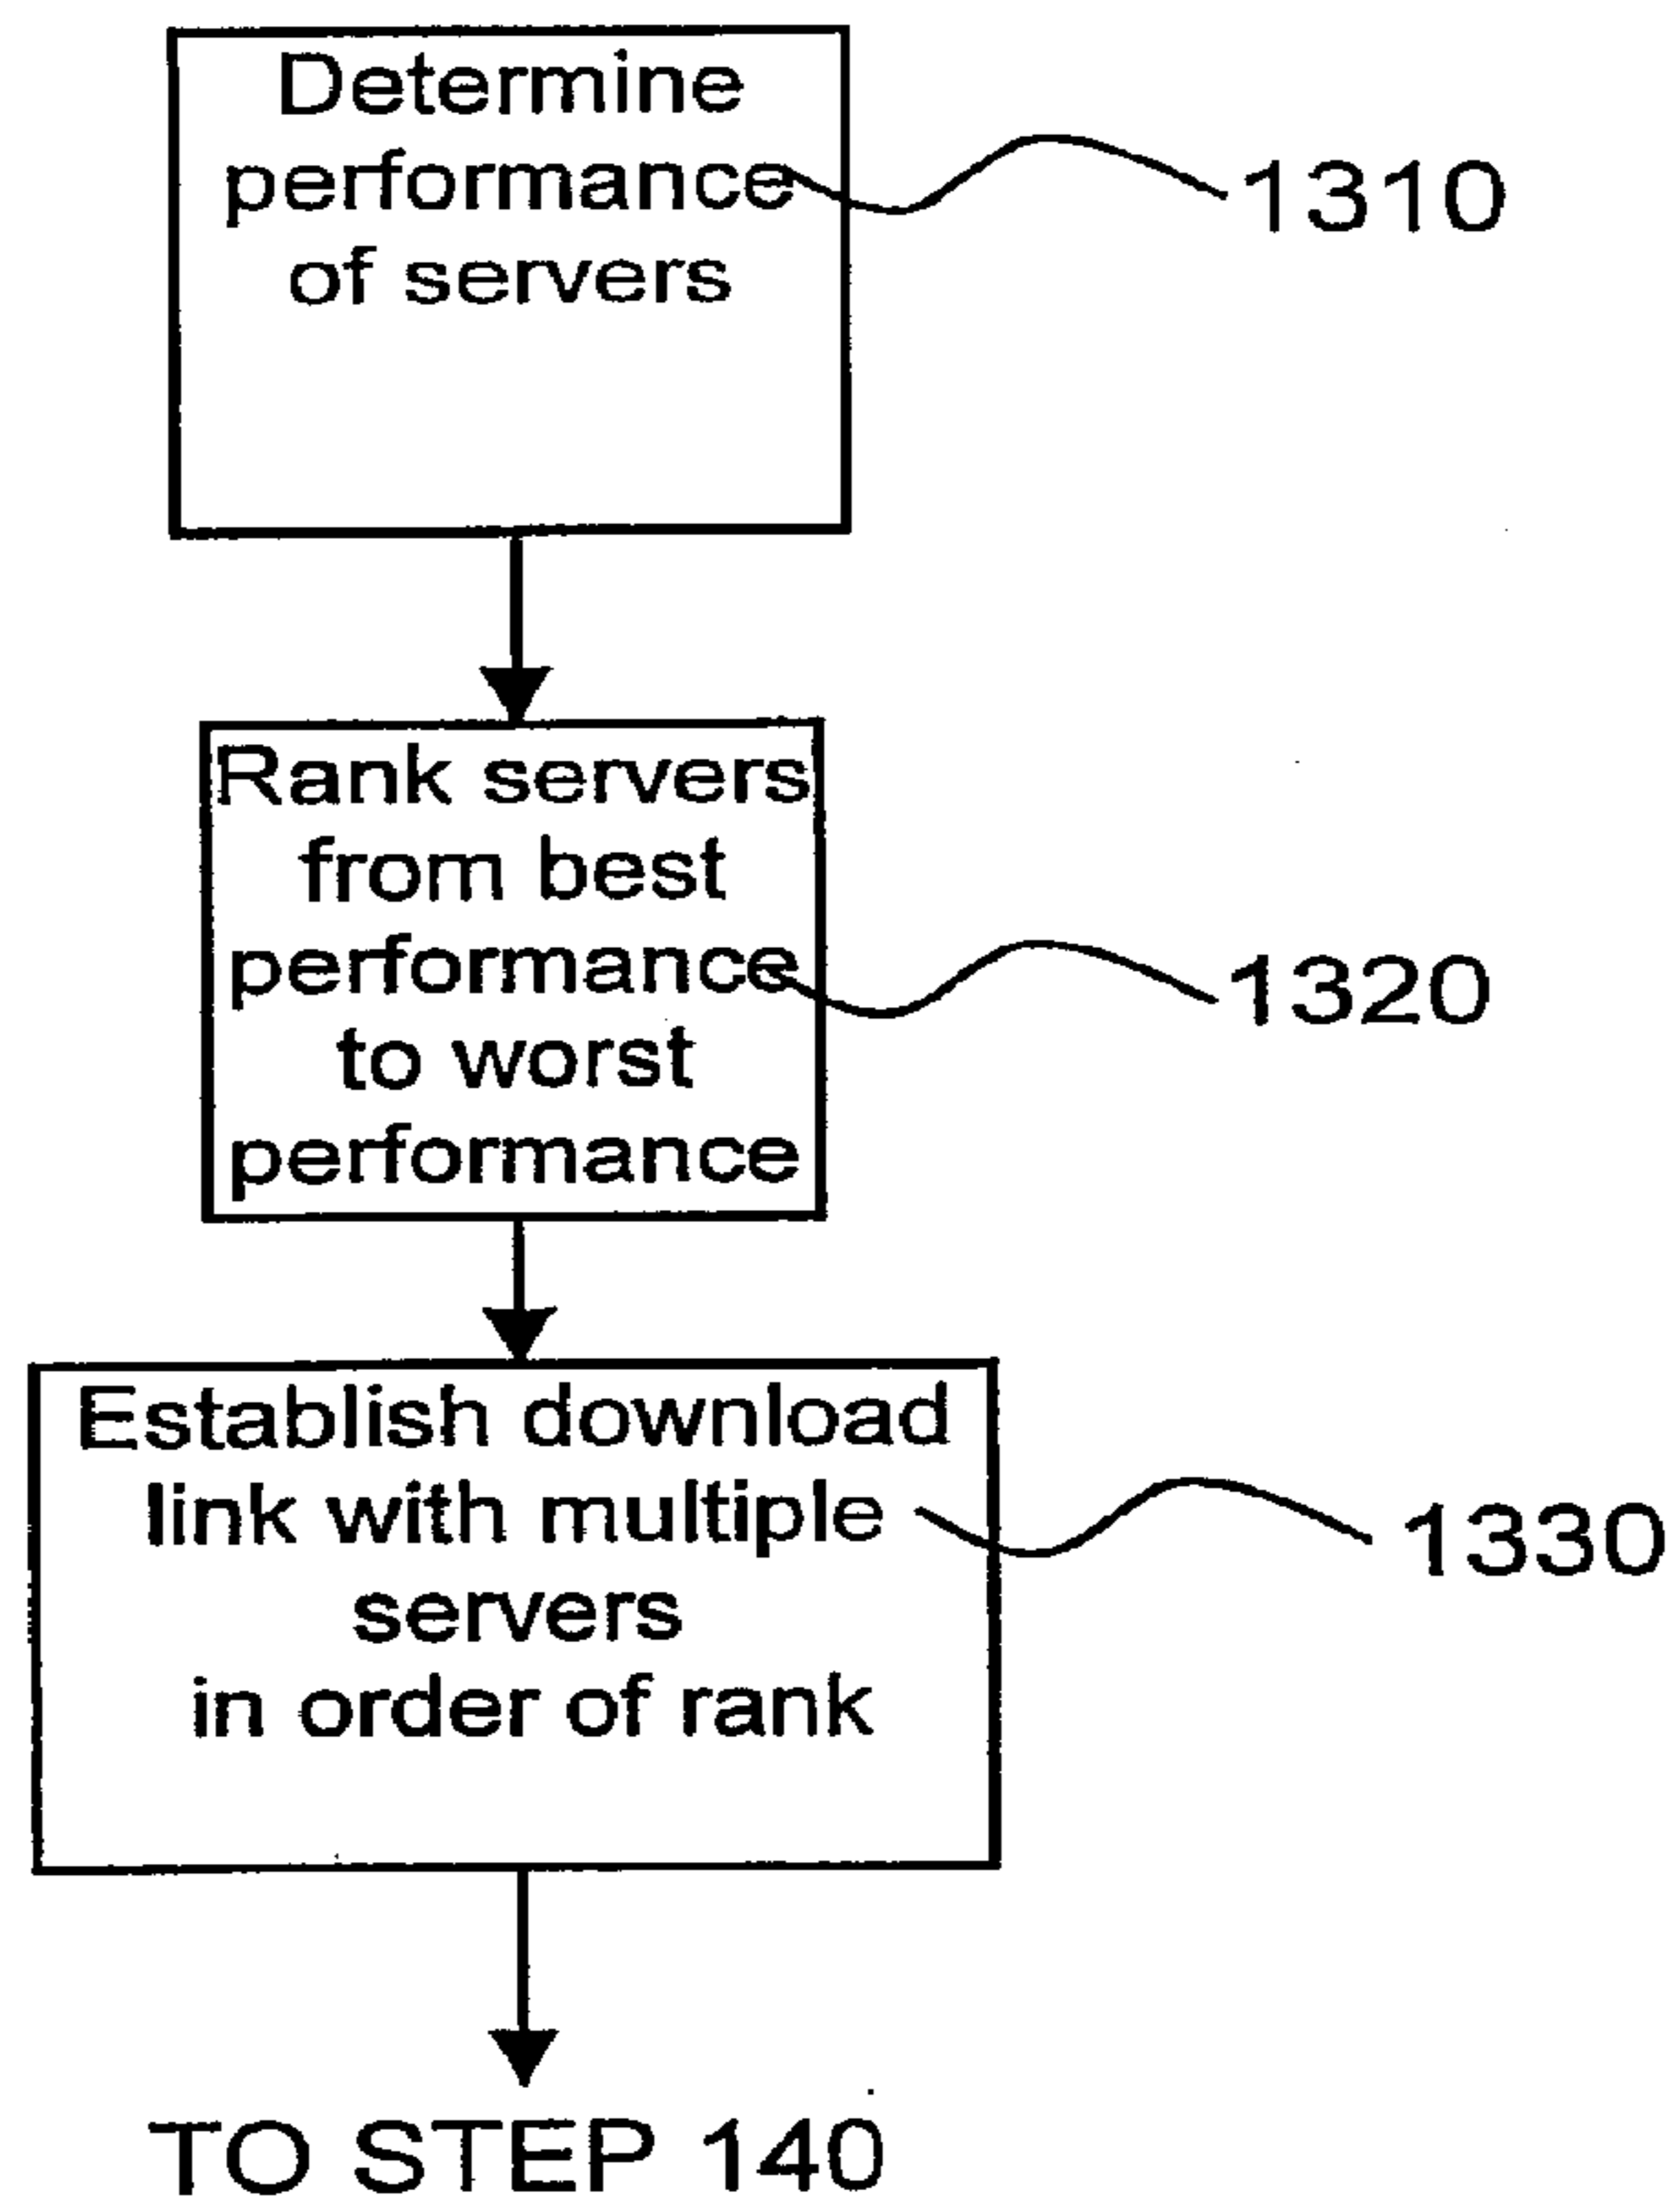 Determine
performance
of servers
1310
Rank servers
from best
performance
to worst
performance
1320
Establish download
link with multiple
servers
in order of rank
1330
TO STEP 140